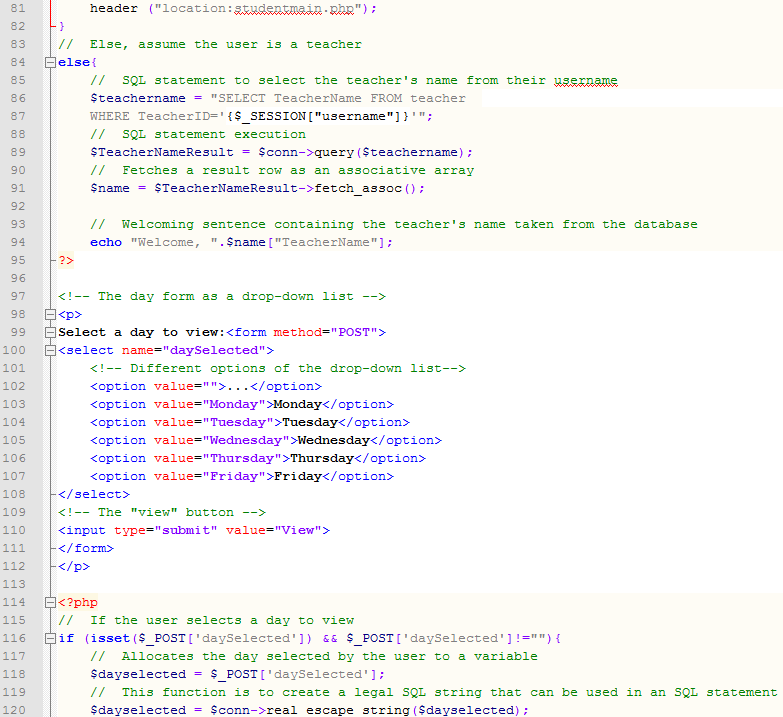 81 header ("location:studentmain.php");
82 }
83 // Else, assume the user is a teacher
84 else{
85 // SQL statement to select the teacher's name from their username
86 $teachername = "SELECT TeacherName FROM teacher
87 WHERE TeacherID='{$_SESSION["username"]}'";
88 // SQL statement execution
89 $TeacherNameResult = $conn->query($teachername);
90 // Fetches a result row as an associative array
91 $name = $TeacherNameResult->fetch_assoc();
92
93 // Welcoming sentence containing the teacher's name taken from the database
94 echo "Welcome, ".$name["TeacherName"];
95 ?>
96
97 <!-- The day form as a drop-down list -->
98 <p>
99 Select a day to view:<form method="POST">
100 <select name="daySelected">
101 <!-- Different options of the drop-down list-->
102 <option value="">...</option>
103 <option value="Monday">Monday</option>
104 <option value="Tuesday">Tuesday</option>
105 <option value="Wednesday">Wednesday</option>
106 <option value="Thursday">Thursday</option>
107 <option value="Friday">Friday</option>
108 </select>
109 <!-- The "view" button -->
110 <input type="submit" value="View">
111 </form>
112 </p>
113
114 <?php
115 // If the user selects a day to view
116 if (isset($_POST['daySelected']) && $_POST['daySelected']!=""){
117 // Allocates the day selected by the user to a variable
118 $dayselected = $_POST['daySelected'];
119 // This function is to create a legal SQL string that can be used in an SQL statement
120 $dayselected = $conn->real_escape_string($dayselected);